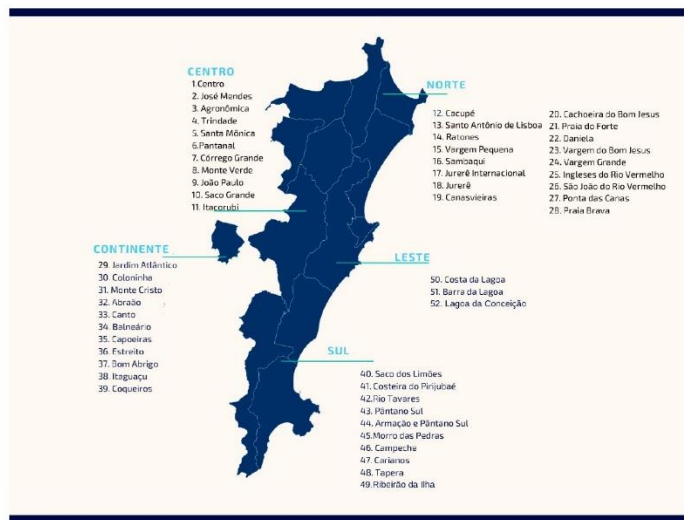 CENTRO
1.Centro
2. José Mendes
3. Agronômica
4. Trindade
5. Santa Mônica
6.Pantanal
7. Córrego Grande
8. Monte Verde
9. João Paulo
10. Saco Grande
11. Itacorubi
NORTE
12. Cacupé
13. Santo Antônio de Lisboa
14. Ratones
15. Vargem Pequena
16. Sambaqui
17. Jurerê Internacional
18. Jurerê
19. Canasvieiras
20. Cachoeira do Bom Jesus
21. Praia do Forte
22. Daniela
23. Vargem do Bom Jesus
24. Vargem Grande
25. Ingleses do Rio Vermelho
26. São João do Rio Vermelho
27. Ponta das Canas
28. Praia Brava
CONTINENTE
29. Jardim Atlântico
30. Coloninha
31. Monte Cristo
32. Abraão
33. Canto
34. Balneário
35. Capoeiras
36. Estreito
37. Bom Abrigo
38. Itaguaçu
39. Coqueiros
LESTE
50. Costa da Lagoa
51. Barra da Lagoa
52. Lagoa da Conceição
SUL
40. Saco dos Limões
41. Costeira do Pirijubaé
42.Rio Tavares
43. Pântano Sul
44. Armação e Pântano Sul
45.Morro das Pedras
46. Campeche
47. Carianos
48. Tapera
49.Ribeirão da Ilha